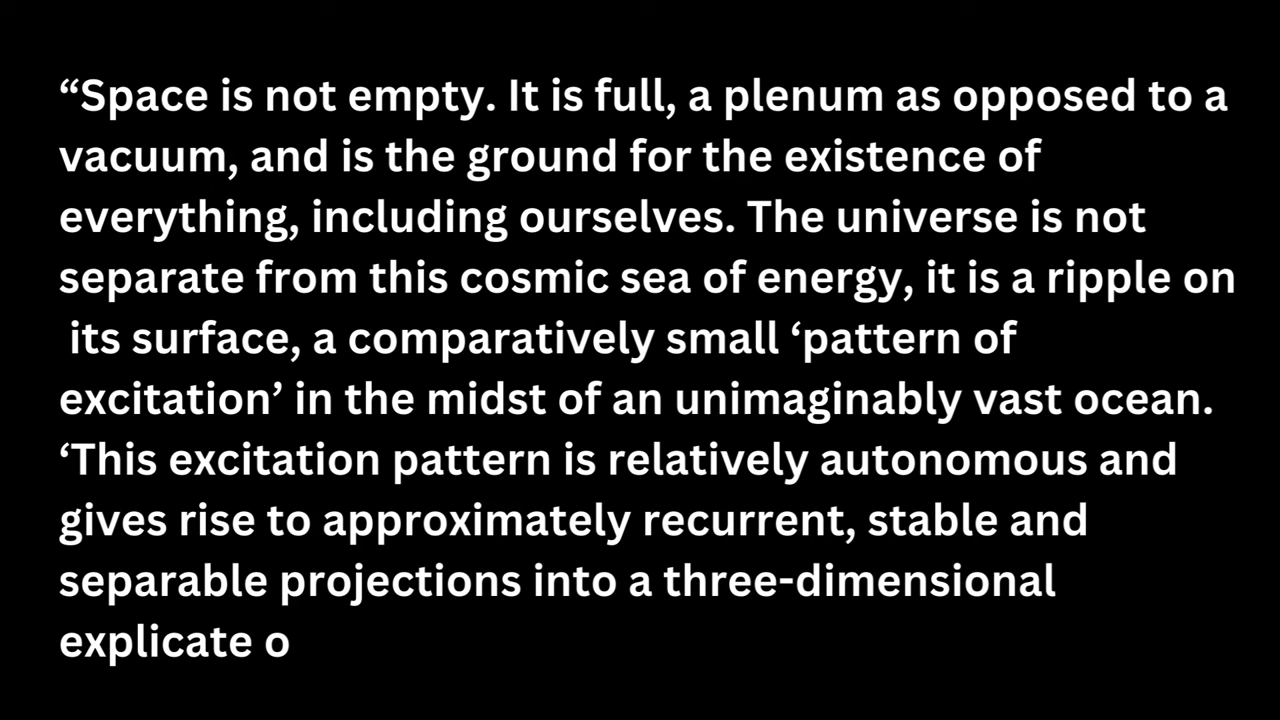 “Space is not empty. It is full, a plenum as opposed to a
vacuum, and is the ground for the existence of
everything, including ourselves. The universe is not
separate from this cosmic sea of energy, it is a ripple on
its surface, a comparatively small ‘pattern of
excitation’ in the midst of an unimaginably vast ocean.
‘This excitation pattern is relatively autonomous and
gives rise to approximately recurrent, stable and
separable projections into a three-dimensional
explicate o